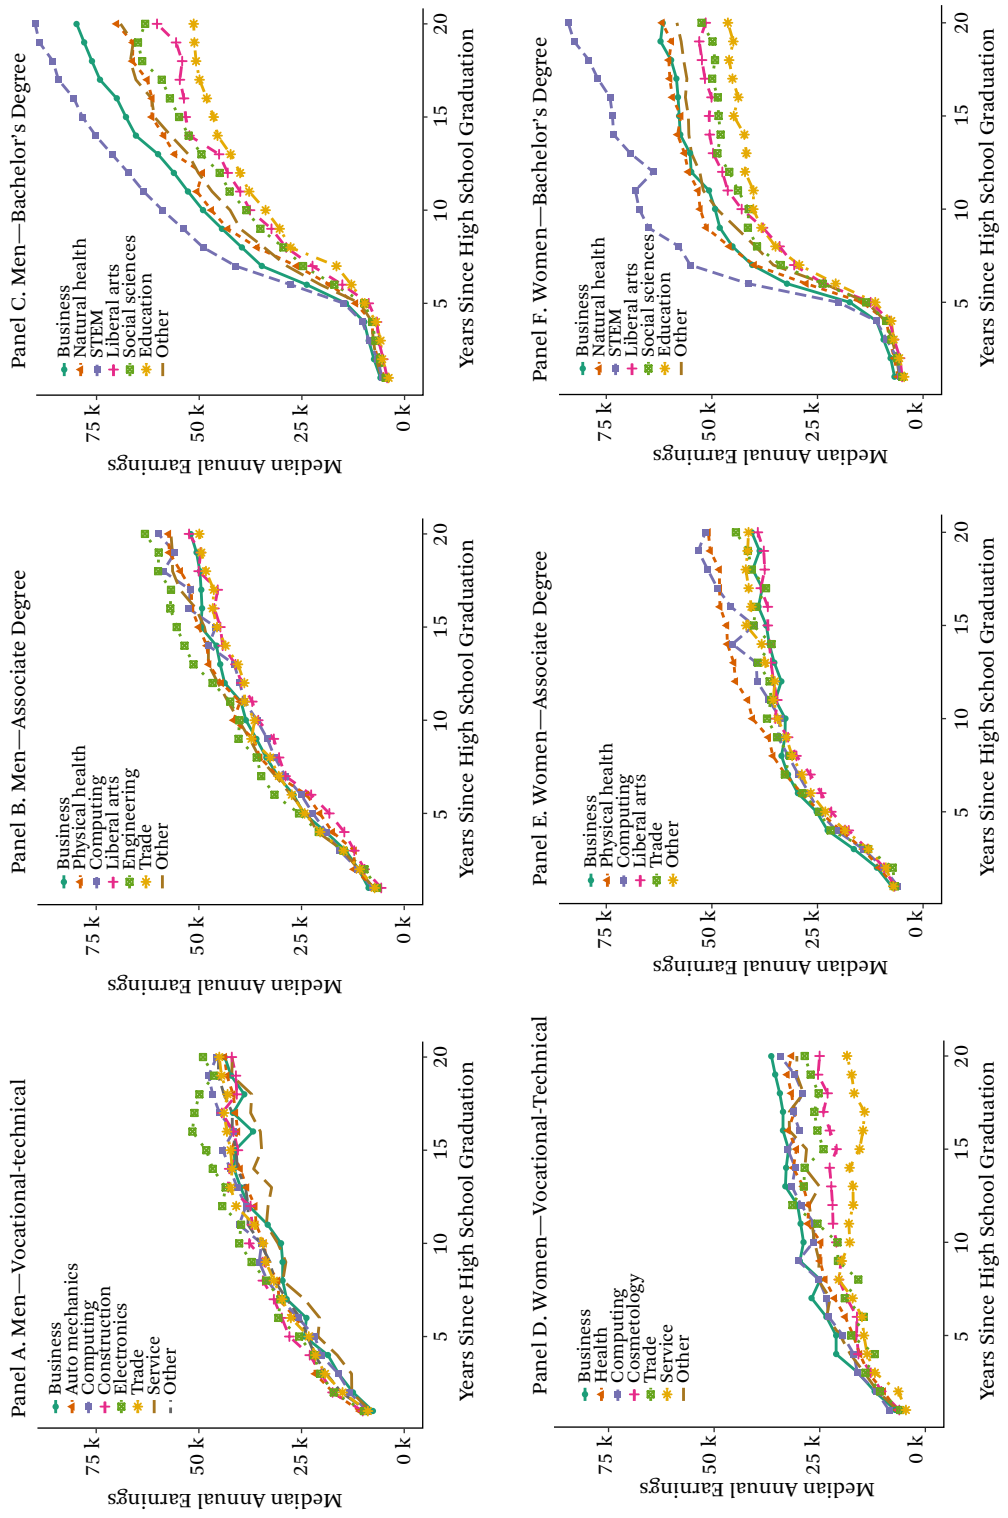 Panel A. Men—Vocational-technical
Median Annual Earnings
75 k
50 k
25 k
0 k
Business
Auto mechanics
Computing
Construction
Electronics
Trade
Service
Other
5
10
15
20
Years Since High School Graduation
Panel B. Men—Associate Degree
Median Annual Earnings
75 k
50 k
25 k
0 k
Business
Physical health
Computing
Liberal arts
Engineering
Trade
Other
5
10
15
20
Years Since High School Graduation
Panel C. Men—Bachelor's Degree
Median Annual Earnings
75 k
50 k
25 k
0 k
Business
Natural health
STEM
Liberal arts
Social sciences
Education
Other
5
10
15
20
Years Since High School Graduation
Panel D. Women—Vocational-Technical
Median Annual Earnings
75 k
50 k
25 k
0 k
Business
Health
Computing
Cosmetology
Trade
Service
Other
5
10
15
20
Years Since High School Graduation
Panel E. Women—Associate Degree
Median Annual Earnings
75 k
50 k
25 k
0 k
Business
Physical health
Computing
Liberal arts
Trade
Other
5
10
15
20
Years Since High School Graduation
Panel F. Women—Bachelor's Degree
Median Annual Earnings
75 k
50 k
25 k
0 k
Business
Natural health
STEM
Liberal arts
Social sciences
Education
Other
5
10
15
20
Years Since High School Graduation